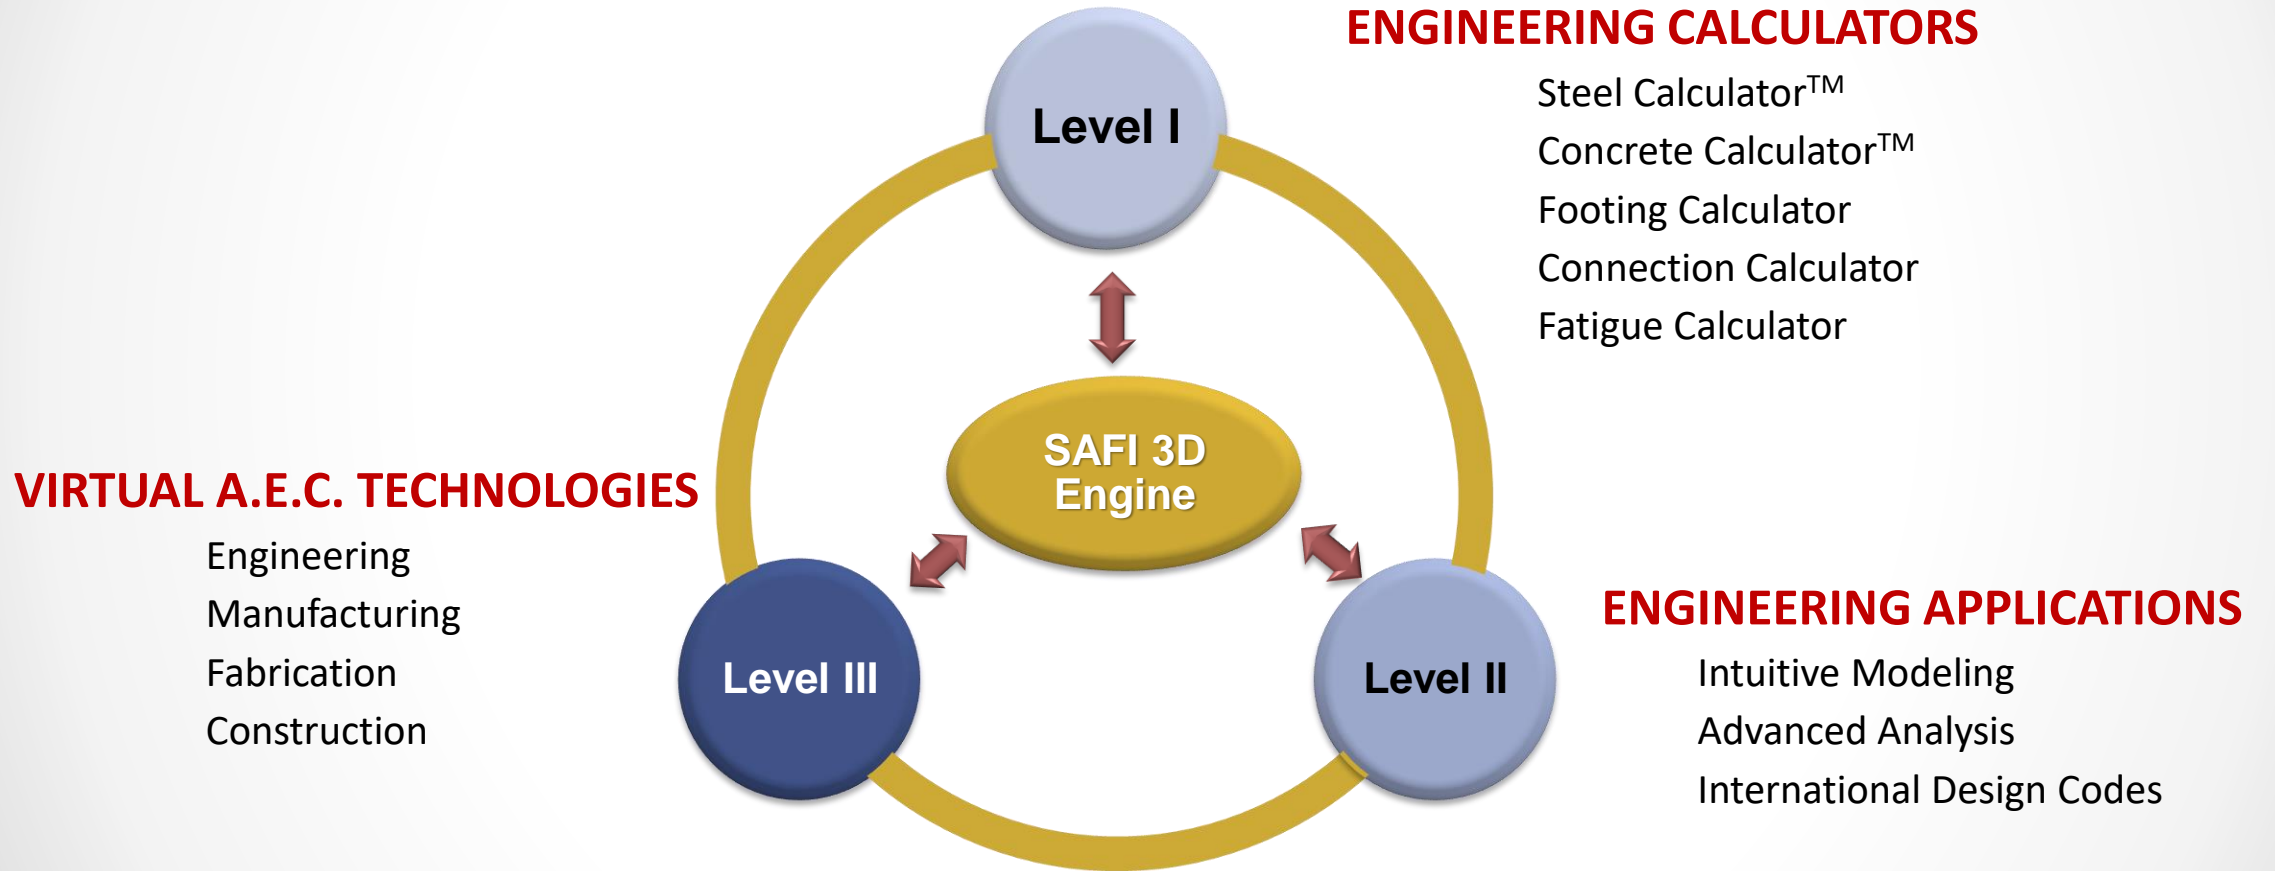 ENGINEERING CALCULATORS
Steel Calculator™
Concrete Calculator™
Footing Calculator
Connection Calculator
Fatigue Calculator
Level I
SAFI 3D
Engine
VIRTUAL A.E.C. TECHNOLOGIES
Engineering
Manufacturing
Fabrication
Construction
Level III
Level II
ENGINEERING APPLICATIONS
Intuitive Modeling
Advanced Analysis
International Design Codes